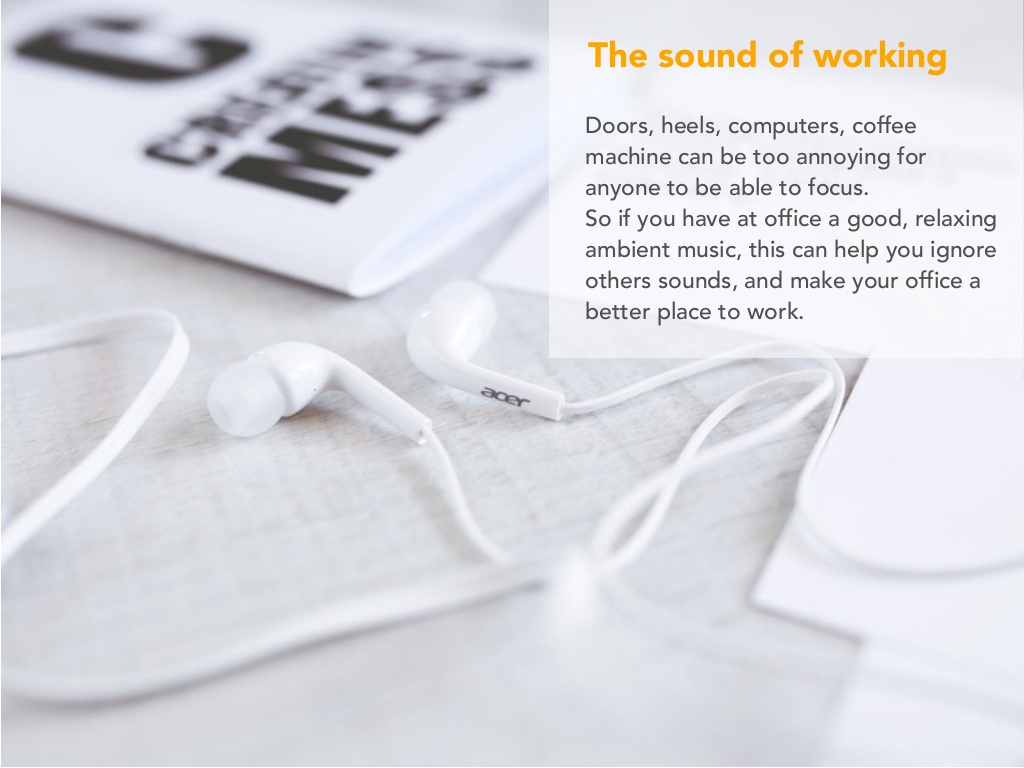 The sound of working
Doors, heels, computers, coffee
machine can be too annoying for
anyone to be able to focus.
So if you have at office a good, relaxing
ambient music, this can help you ignore
others sounds, and make your office a
better place to work.
C
CREATIVE
MESS
acer